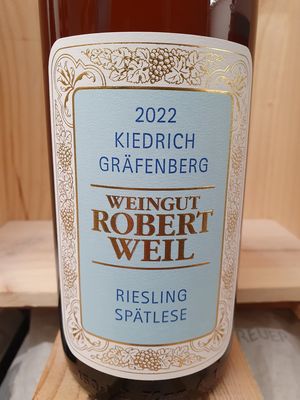 2022
KIEDRICH
GRÄFENBERG
WEINGUT
ROBERT
WEIL
RIESLING
SPÄTLESE